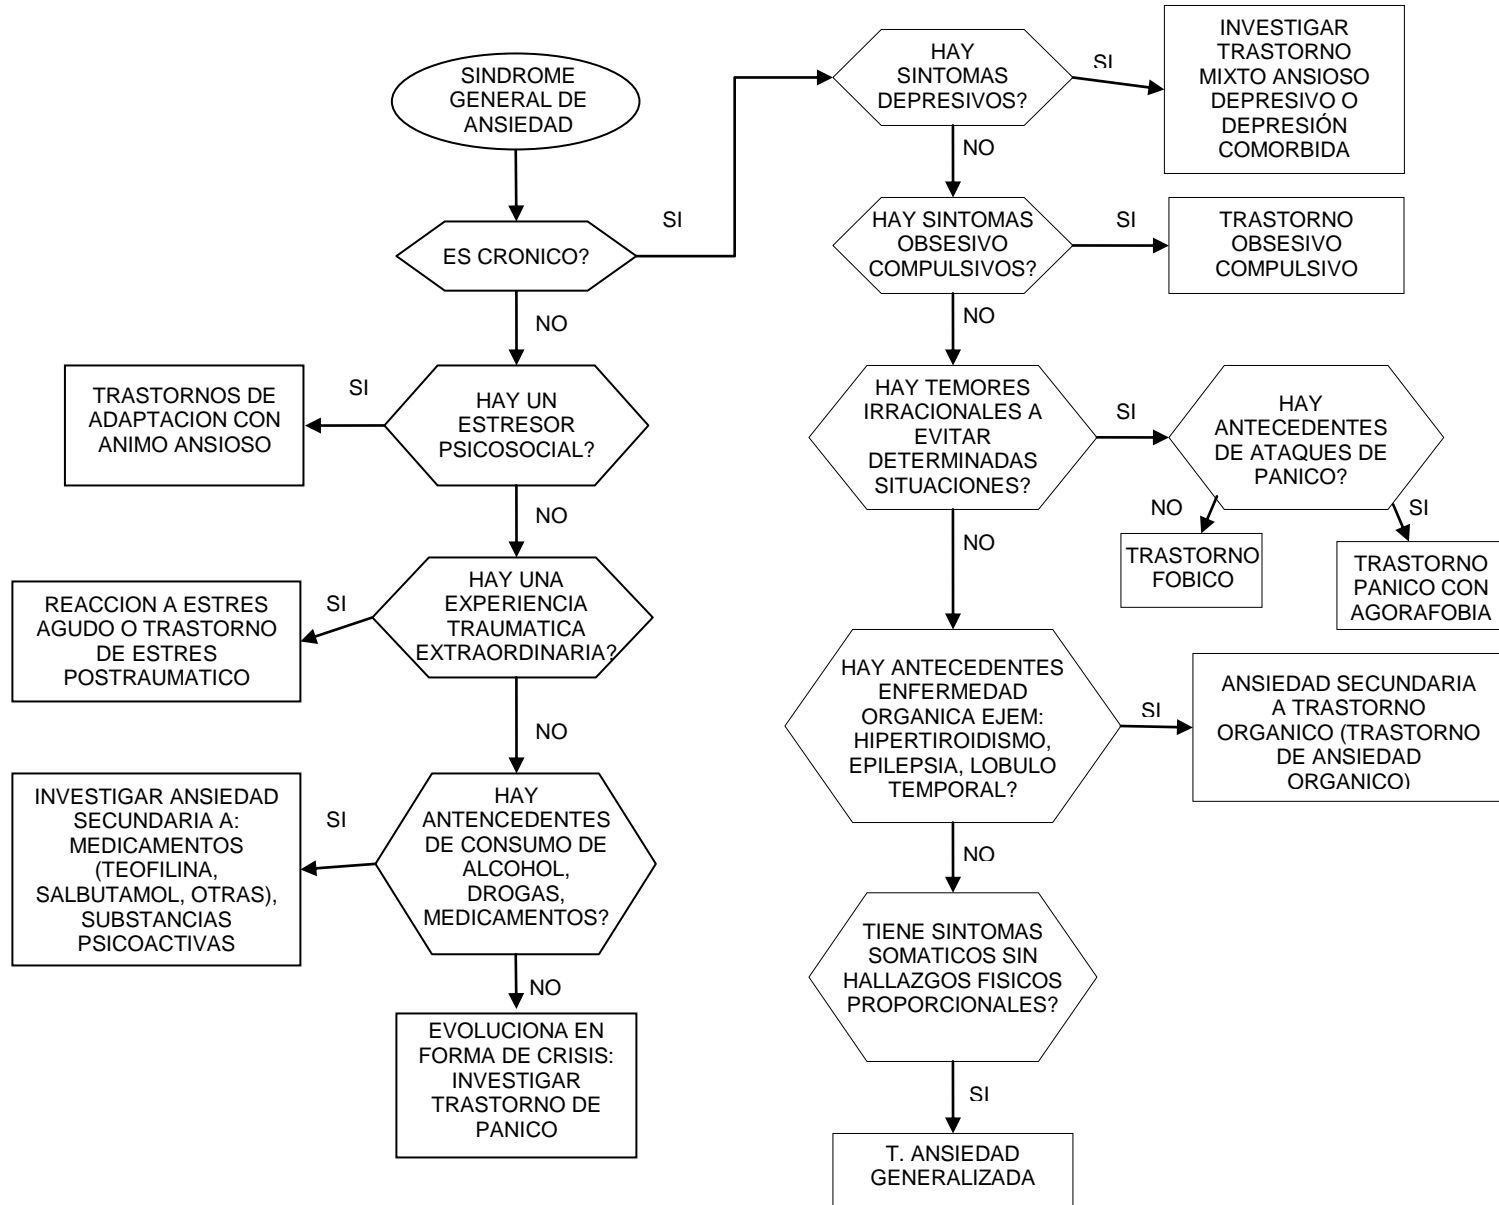 SINDROME
GENERAL DE
ANSIEDAD
ES CRONICO?
SI
NO
HAY UN
ESTRESOR
PSICOSOCIAL?
SI
TRASTORNOS DE
ADAPTACION CON
ANIMO ANSIOSO
NO
HAY UNA
EXPERIENCIA
TRAUMATICA
EXTRAORDINARIA?
SI
REACCION A ESTRES
AGUDO O TRASTORNO
DE ESTRES
POSTRAUMATICO
NO
HAY
ANTENCEDENTES
DE CONSUMO DE
ALCOHOL,
DROGAS,
MEDICAMENTOS?
SI
INVESTIGAR ANSIEDAD
SECUNDARIA A:
MEDICAMENTOS
(TEOFILINA,
SALBUTAMOL, OTRAS),
SUBSTANCIAS
PSICOACTIVAS
NO
EVOLUCIONA EN
FORMA DE CRISIS:
INVESTIGAR
TRASTORNO DE
PANICO
HAY
SINTOMAS
DEPRESIVOS?
SI
INVESTIGAR
TRASTORNO
MIXTO ANSIOSO
DEPRESIVO O
DEPRESIÓN
COMORBIDA
NO
HAY SINTOMAS
OBSESIVO
COMPULSIVOS?
SI
TRASTORNO
OBSESIVO
COMPULSIVO
NO
HAY TEMORES
IRRACIONALES A
EVITAR
DETERMINADAS
SITUACIONES?
SI
HAY
ANTECEDENTES
DE ATAQUES DE
PANICO?
NO
TRASTORNO
FOBICO
SI
TRASTORNO
PANICO CON
AGORAFOBIA
NO
HAY ANTECEDENTES
ENFERMEDAD
ORGANICA EJEM:
HIPERTIROIDISMO,
EPILEPSIA, LOBULO
TEMPORAL?
SI
ANSIEDAD SECUNDARIA
A TRASTORNO
ORGANICO (TRASTORNO
DE ANSIEDAD
ORGANICO)
NO
TIENE SINTOMAS
SOMATICOS SIN
HALLAZGOS FISICOS
PROPORCIONALES?
SI
T. ANSIEDAD
GENERALIZADA